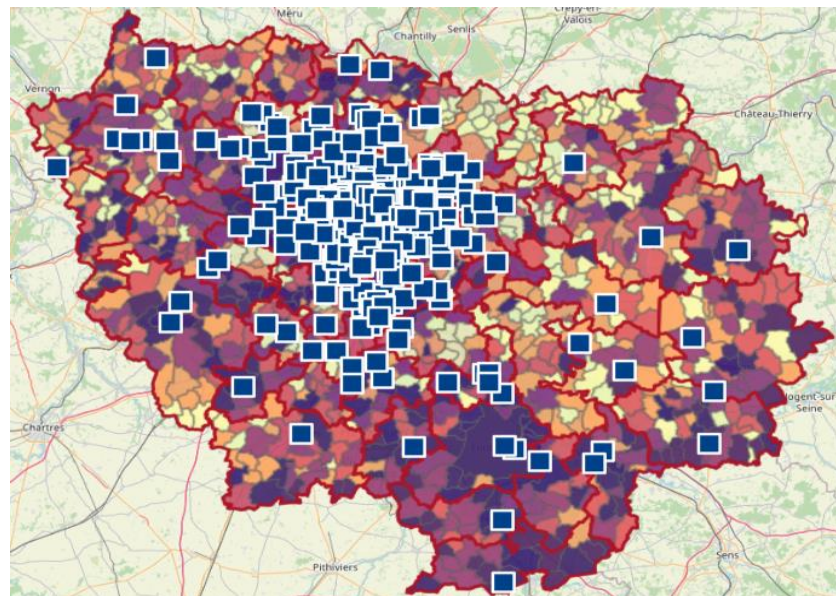 Méru
Crépy-en-
Valois
Senlis
Chantilly
Vernon
Château-Thierry
Chartres
Nogent-sur-
Seine
Pithiviers
Sens